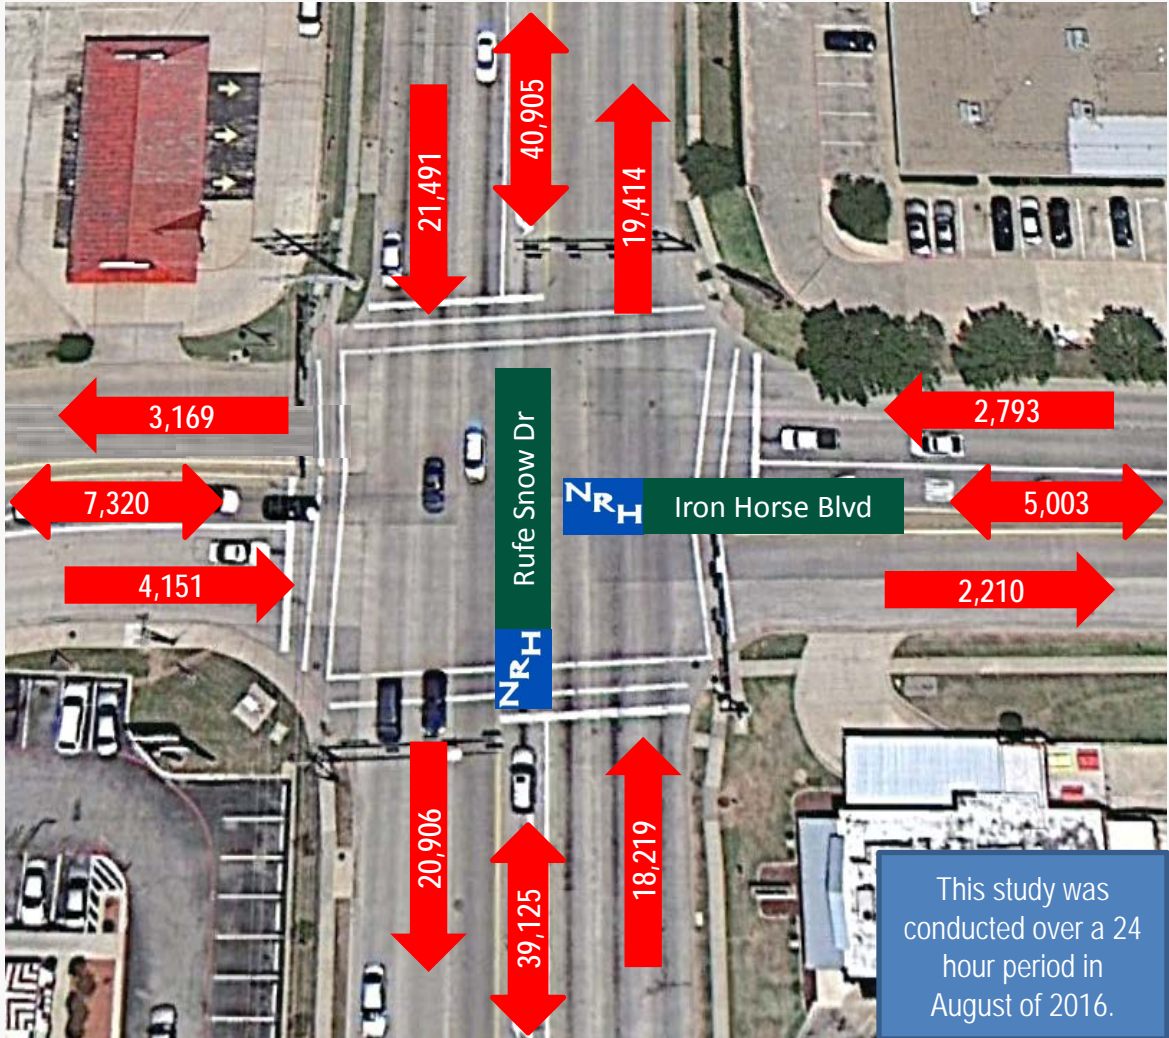 40,905
21,491
19,414
3,169
2,793
Rufe Snow Dr
NRH
NRH
Iron Horse Blvd
7,320
5,003
4,151
2,210
20,906
39,125
18,219
This study was
conducted over a 24
hour period in
August of 2016.